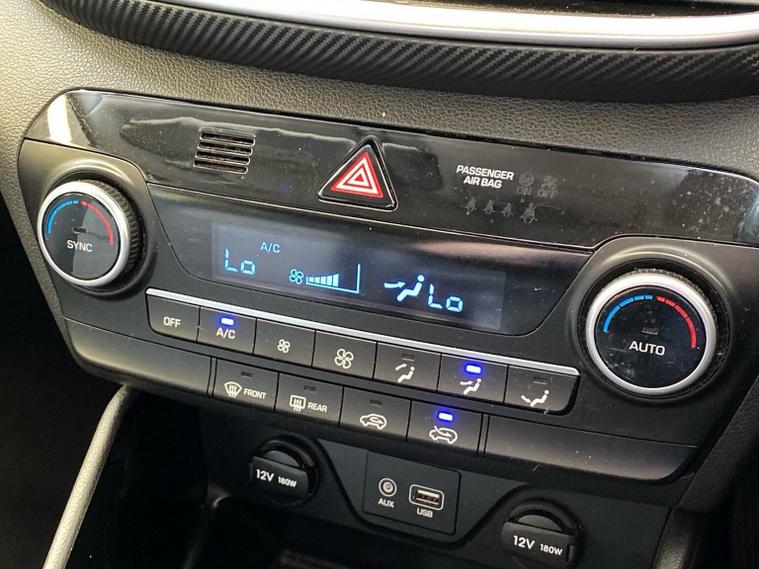 PASSENGER
AIR BAG
ON OFF
SYNC
A/C
Lo
Lo
AUTO
OFF
A/C
FRONT
REAR
12V 180W
AUX
USB
12V 180W